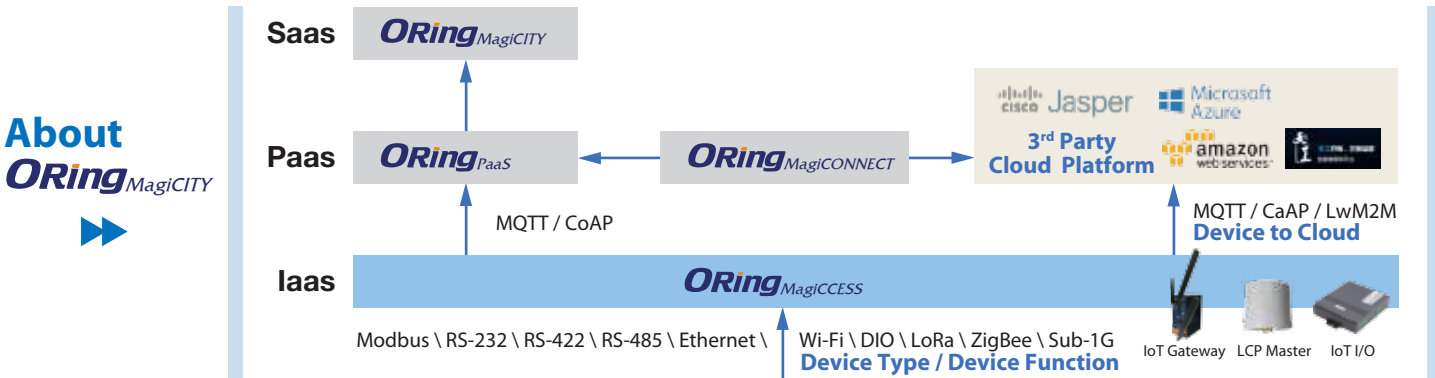 About
ORing MagiCITY
Saas
ORing MagiCITY
Paas
ORing PaaS
ORing MagiCONNECT
cisco Jasper
Microsoft
Azure
3rd Party
Cloud Platform
amazon
web services
MQTT / CoAP
MQTT / CaAP / LwM2M
Device to Cloud
Iaas
ORing MagiCCESS
Modbus \ RS-232 \ RS-422 \ RS-485 \ Ethernet \ Wi-Fi \ DIO \ LoRa \ ZigBee \ Sub-1G
Device Type / Device Function
IoT Gateway LCP Master IoT I/O